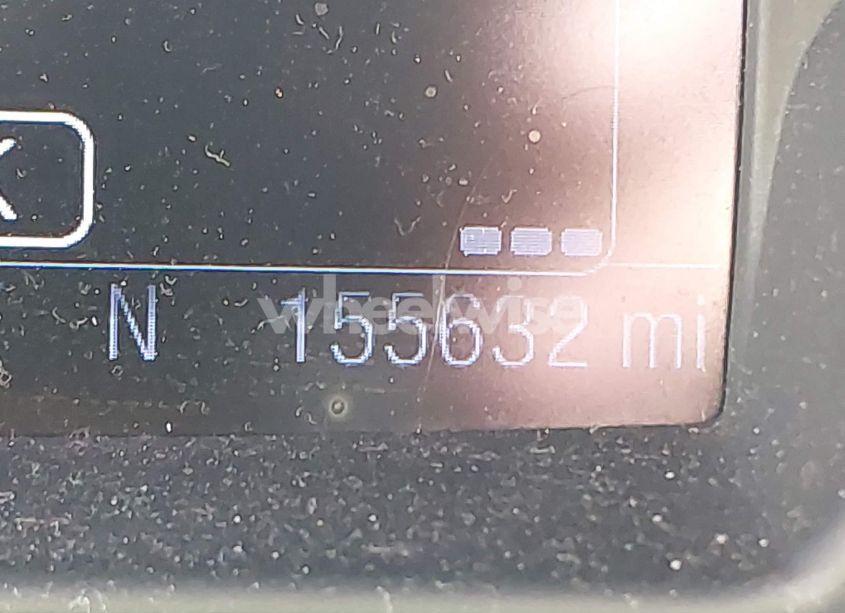 K
N 155632 mi
wheelwise